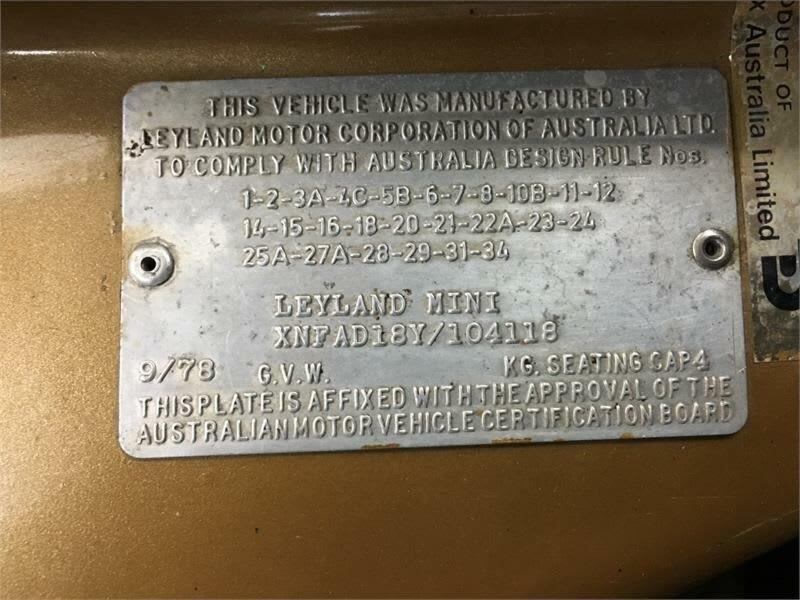 THIS VEHICLE WAS MANUFACTURED BY
LEYLAND MOTOR CORPORATION OF AUSTRALIA LTD.
TO COMPLY WITH AUSTRALIA DESIGN RULE Nos.
1-2-3A-4C-5B-6-7-8-10B-11-12
14-15-16-18-20-21-22A-23-24
25A-27A-28-29-31-34
LEYLAND MINI
XNFAD18Y/104118
9/78 G.V.W. KG. SEATING CAP4
THIS PLATE IS AFFIXED WITH THE APPROVAL OF THE
AUSTRALIAN MOTOR VEHICLE CERTIFICATION BOARD
ODUCT OF
x Australia Limited